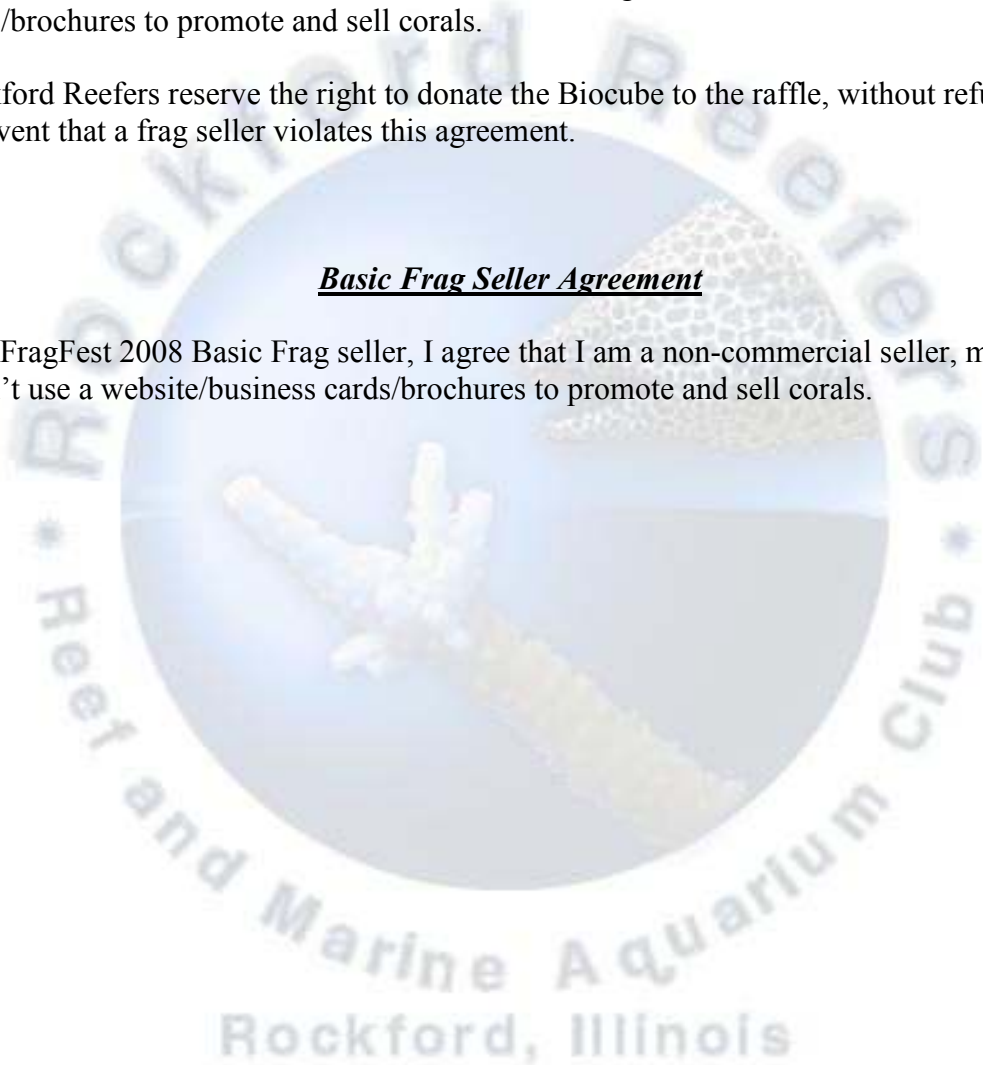 /brochures to promote and sell corals.
ford Reefers reserve the right to donate the Biocube to the raffle, without refu
vent that a frag seller violates this agreement.
Basic Frag Seller Agreement
FragFest 2008 Basic Frag seller, I agree that I am a non-commercial seller, m
’t use a website/business cards/brochures to promote and sell corals.
Rockford Reefers
* Reef and Marine Aquarium Club *
Rockford, Illinois